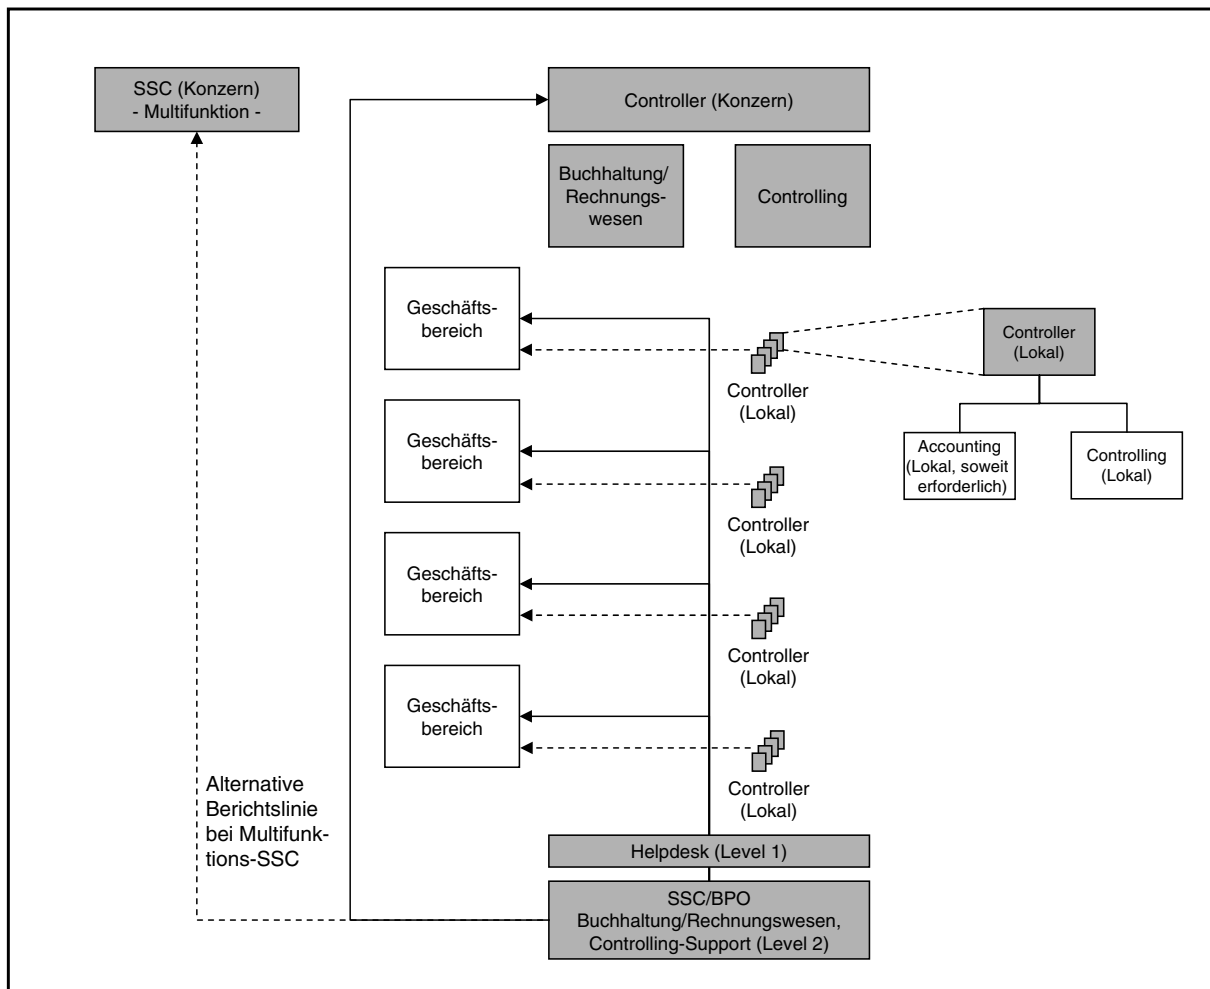 SSC (Konzern)
- Multifunktion -
Controller (Konzern)
Buchhaltung/
Rechnungs-
wesen
Controlling
Geschäfts-
bereich
Controller
(Lokal)
Controller
(Lokal)
Accounting
(Lokal, soweit
erforderlich)
Controlling
(Lokal)
Geschäfts-
bereich
Controller
(Lokal)
Geschäfts-
bereich
Controller
(Lokal)
Geschäfts-
bereich
Controller
(Lokal)
Alternative
Berichtslinie
bei Multifunk-
tions-SSC
Helpdesk (Level 1)
SSC/BPO
Buchhaltung/Rechnungswesen,
Controlling-Support (Level 2)